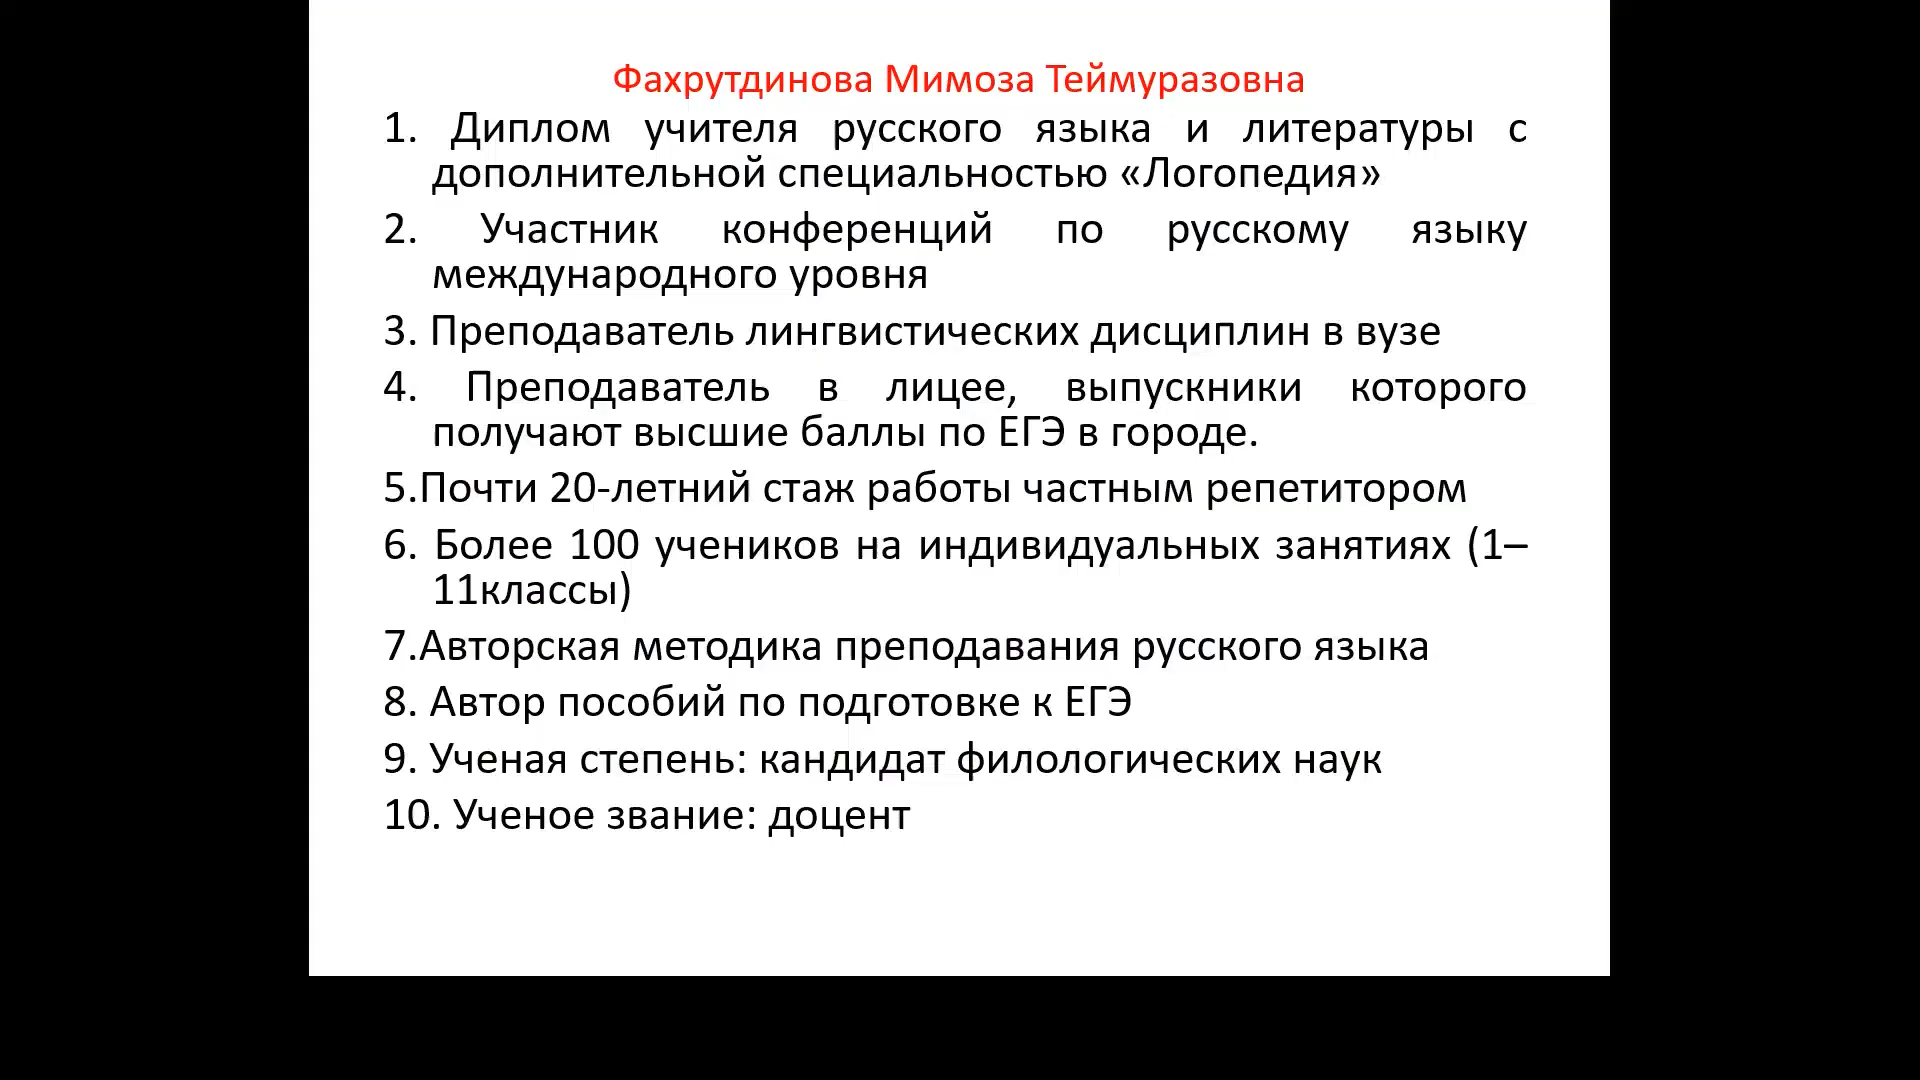 Фахрутдинова Мимоза Теймуразовна
1. Диплом учителя русского языка и литературы с
дополнительной специальностью «Логопедия»
2. Участник конференций по русскому языку
международного уровня
3. Преподаватель лингвистических дисциплин в вузе
4. Преподаватель в лицее, выпускники которого
получают высшие баллы по ЕГЭ в городе.
5.Почти 20-летний стаж работы частным репетитором
6. Более 100 учеников на индивидуальных занятиях (1–
11классы)
7.Авторская методика преподавания русского языка
8. Автор пособий по подготовке к ЕГЭ
9. Ученая степень: кандидат филологических наук
10. Ученое звание: доцент